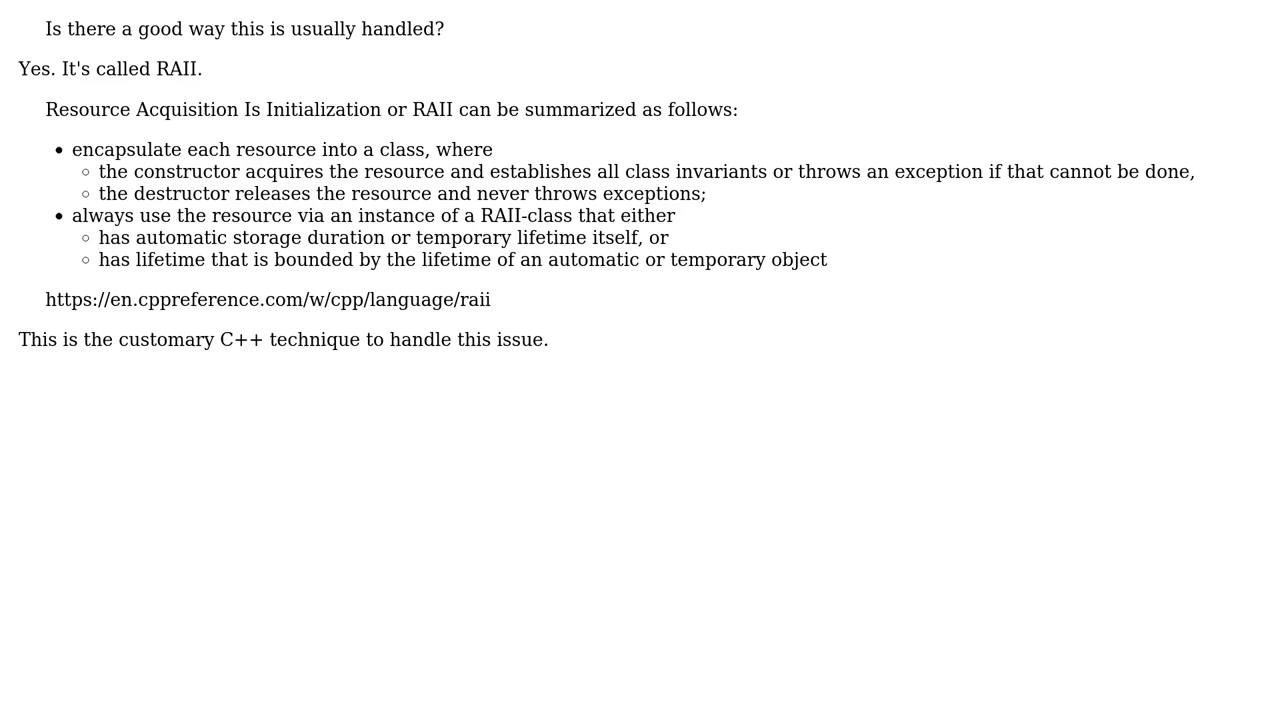 Is there a good way this is usually handled?
Yes. It's called RAII.
Resource Acquisition Is Initialization or RAII can be summarized as follows:
• encapsulate each resource into a class, where
◦ the constructor acquires the resource and establishes all class invariants or throws an exception if that cannot be done,
◦ the destructor releases the resource and never throws exceptions;
• always use the resource via an instance of a RAII-class that either
◦ has automatic storage duration or temporary lifetime itself, or
◦ has lifetime that is bounded by the lifetime of an automatic or temporary object
https://en.cppreference.com/w/cpp/language/raii
This is the customary C++ technique to handle this issue.